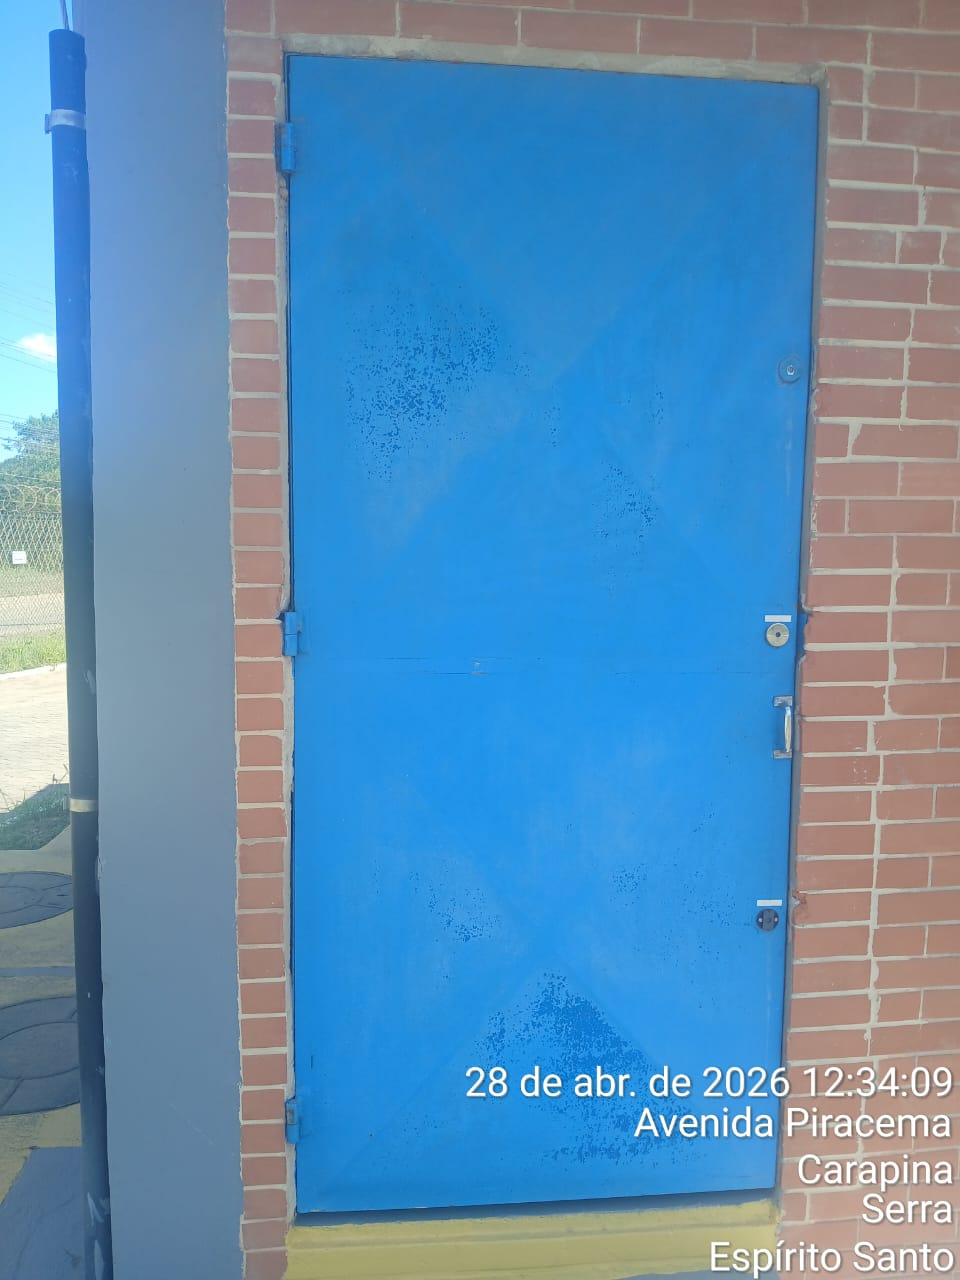 28 de abr. de 2026 12:34:09
Avenida Piracema
Carapina
Serra
Espírito Santo